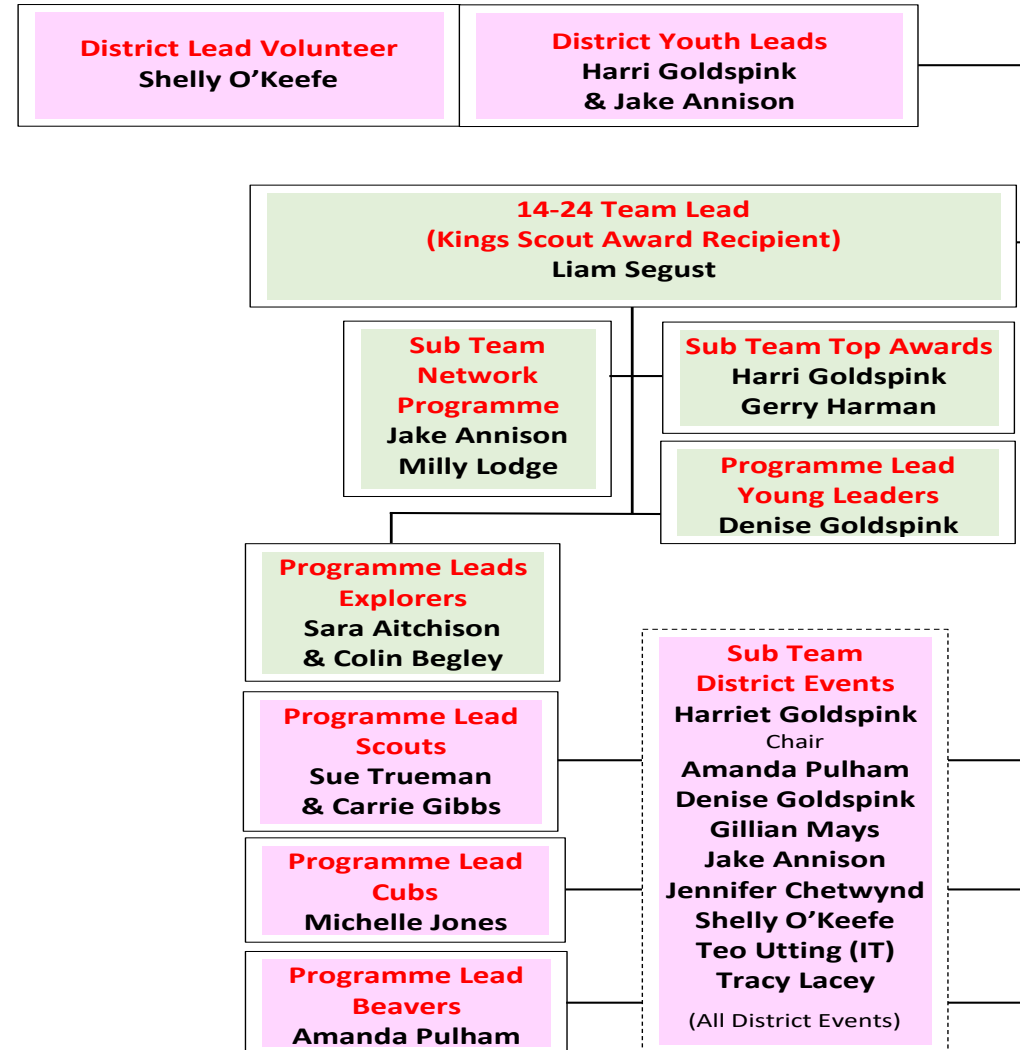 District Lead Volunteer
Shelly O’Keefe
District Youth Leads
Harri Goldspink
& Jake Annison
14-24 Team Lead
(Kings Scout Award Recipient)
Liam Segust
Sub Team
Network
Programme
Jake Annison
Milly Lodge
Sub Team Top Awards
Harri Goldspink
Gerry Harman
Programme Lead
Young Leaders
Denise Goldspink
Programme Leads
Explorers
Sara Aitchison
& Colin Begley
Programme Lead
Scouts
Sue Trueman
& Carrie Gibbs
Programme Lead
Cubs
Michelle Jones
Programme Lead
Beavers
Amanda Pulham
Sub Team
District Events
Harriet Goldspink
Chair
Amanda Pulham
Denise Goldspink
Gillian Mays
Jake Annison
Jennifer Chetwynd
Shelly O’Keefe
Teo Utting (IT)
Tracy Lacey
(All District Events)